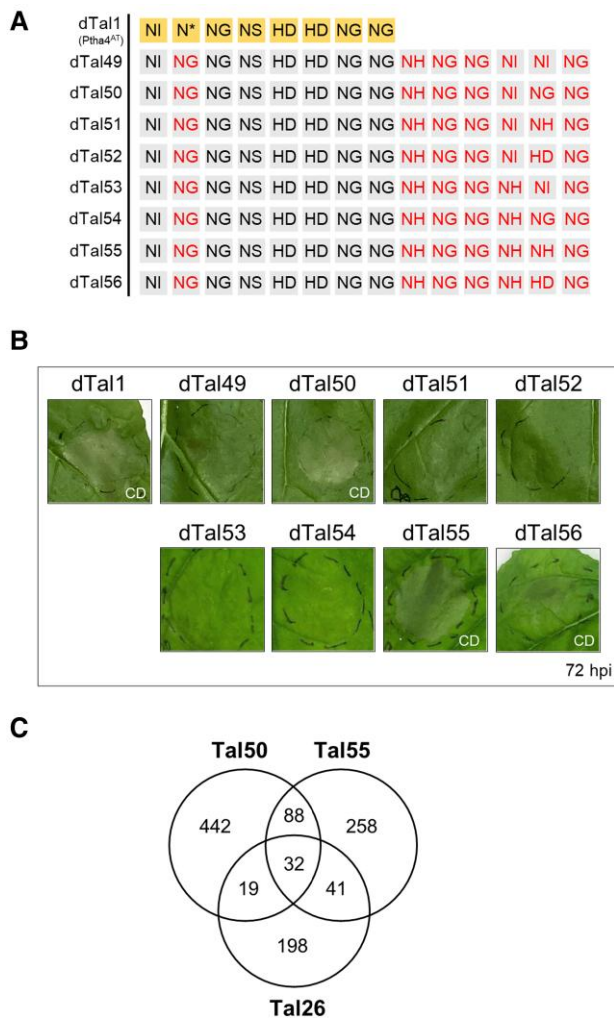 A
dTal1 NI N* NG NS HD HD NG NG
(Ptha4AT)
dTal49 NI NG NG NS HD HD NG NG NH NG NG NI NI NG
dTal50 NI NG NG NS HD HD NG NG NH NG NG NI NG NG
dTal51 NI NG NG NS HD HD NG NG NH NG NG NI NH NG
dTal52 NI NG NG NS HD HD NG NG NH NG NG NI HD NG
dTal53 NI NG NG NS HD HD NG NG NH NG NG NH NI NG
dTal54 NI NG NG NS HD HD NG NG NH NG NG NH NG NG
dTal55 NI NG NG NS HD HD NG NG NH NG NG NH NH NG
dTal56 NI NG NG NS HD HD NG NG NH NG NG NH HD NG
B
dTal1 dTal49 dTal50 dTal51 dTal52
CD CD
dTal53 dTal54 dTal55 dTal56
CD CD
72 hpi
C
Tal50 Tal55
442 88 258
32
19 41
198
Tal26